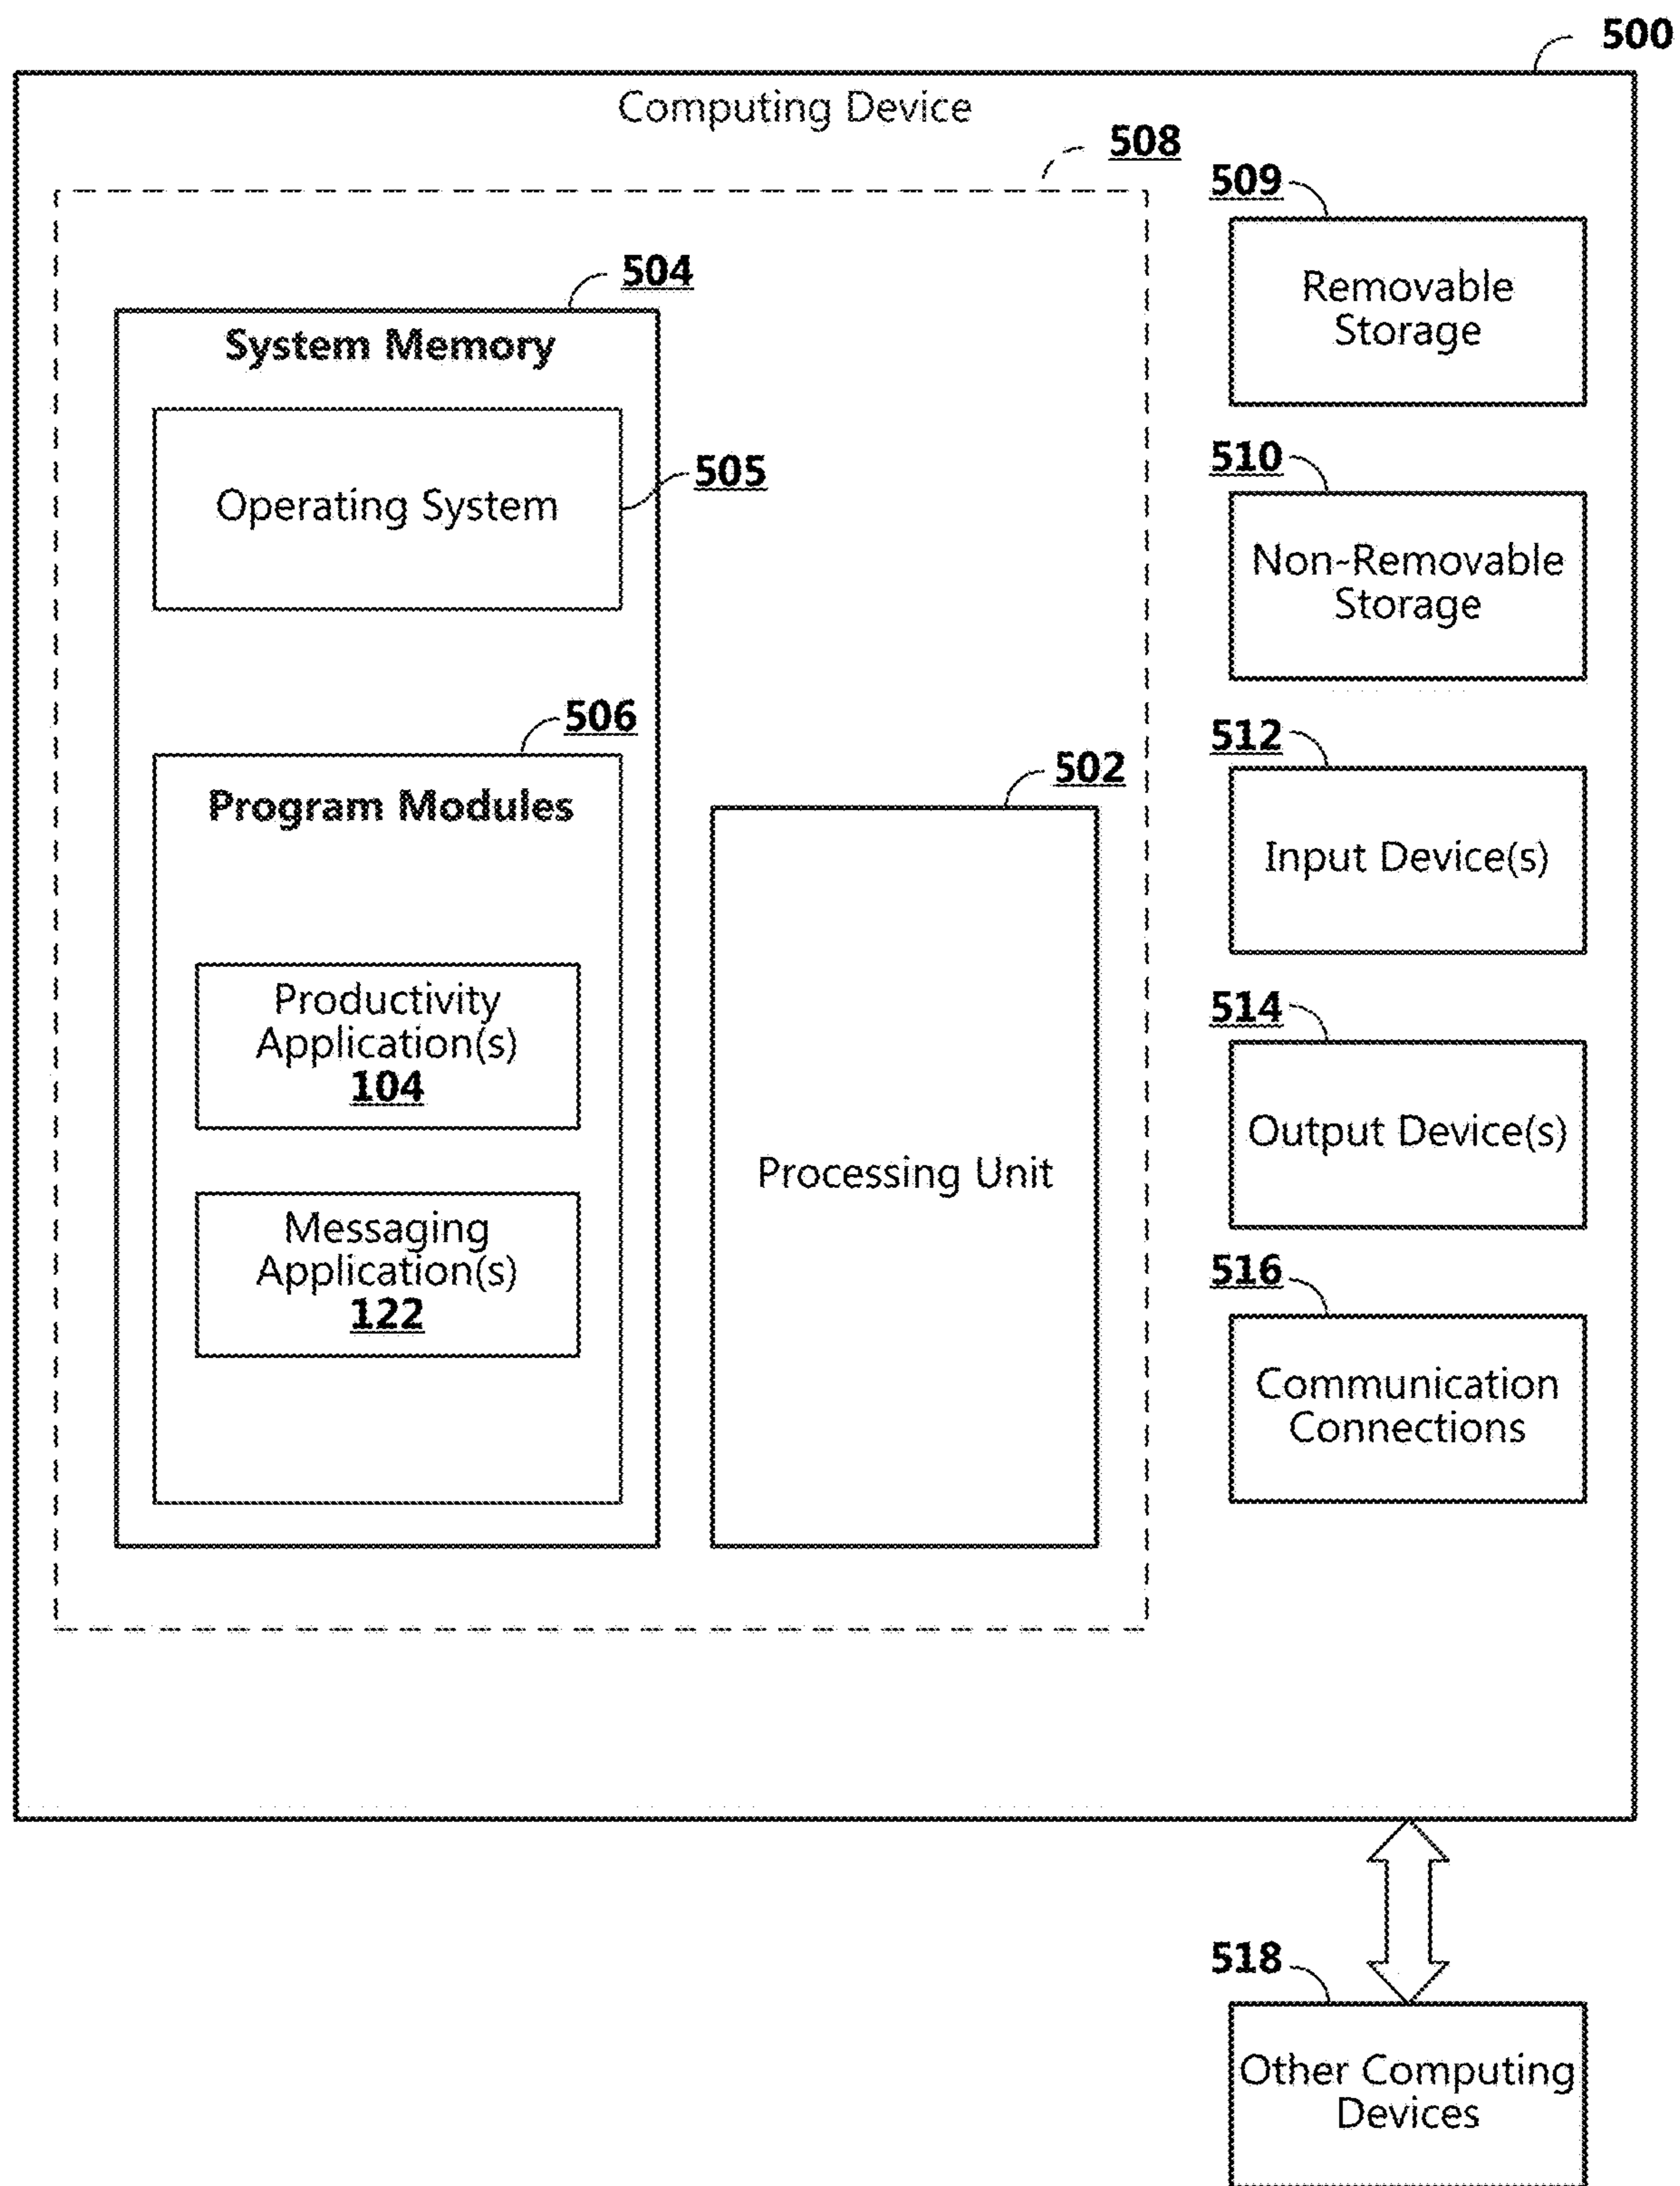 500
Computing Device
508
509
Removable
Storage
504
System Memory
Operating System
505
510
Non-Removable
Storage
506
Program Modules
Productivity
Application(s)
104
Messaging
Application(s)
122
502
Processing Unit
512
Input Device(s)
514
Output Device(s)
516
Communication
Connections
518
Other Computing
Devices